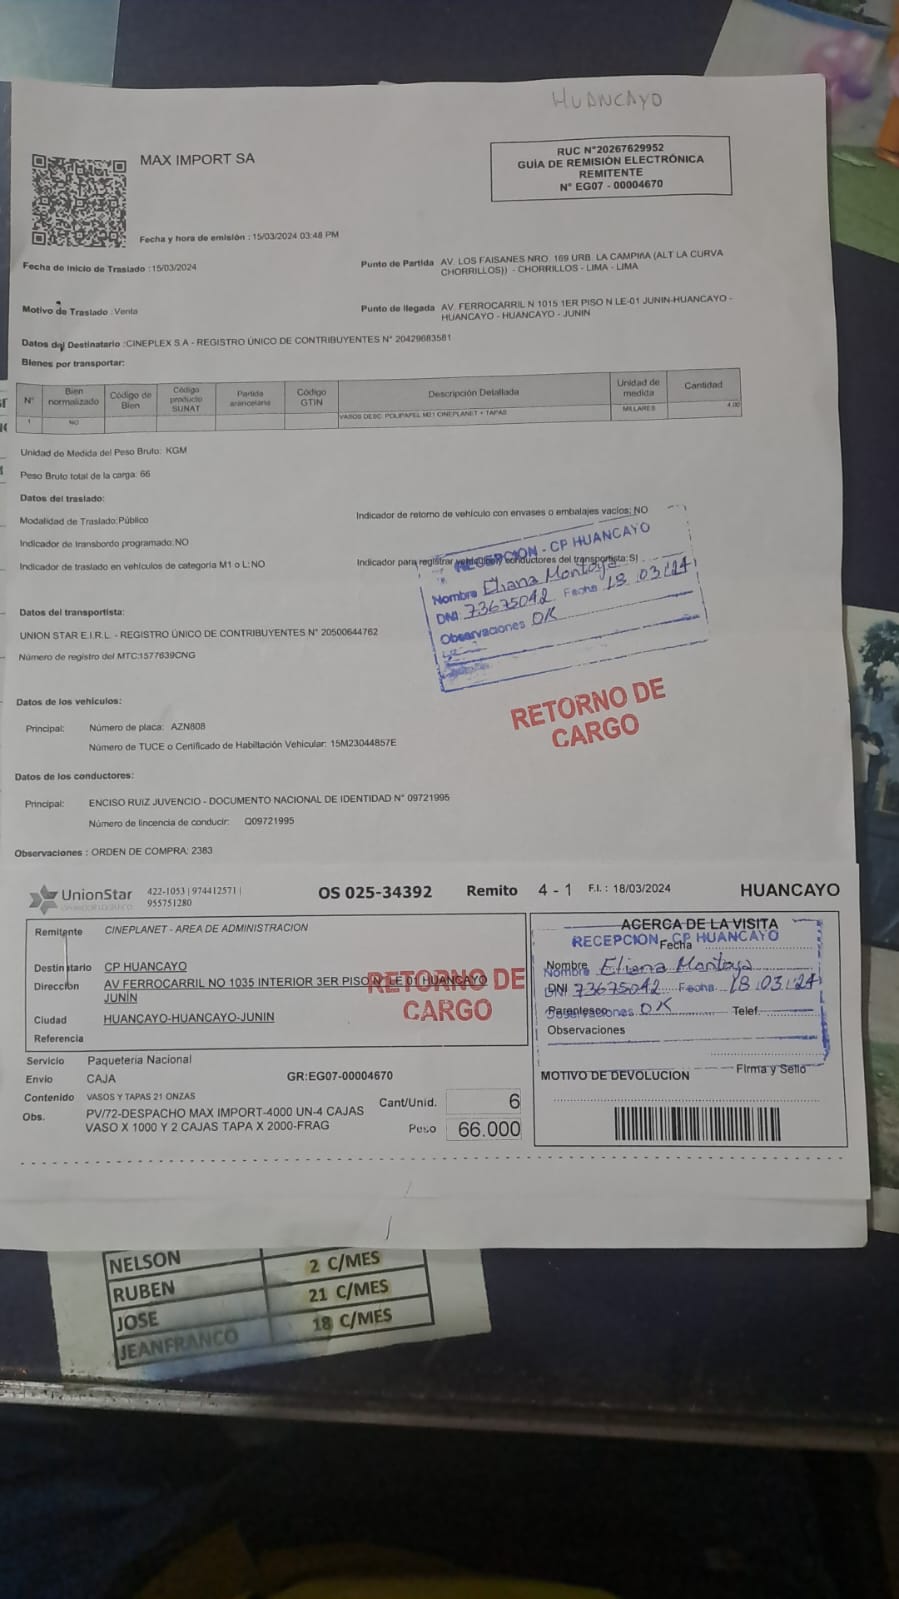 HUANCAYO
MAX IMPORT SA
RUC N°20267629952
GUÍA DE REMISIÓN ELECTRÓNICA
REMITENTE
N° EG07 - 00004670
Fecha y hora de emisión : 15/03/2024 03:48 PM
Fecha de inicio de Traslado :15/03/2024
Punto de Partida AV. LOS FAISANES NRO. 169 URB. LA CAMPIÑA (ALT LA CURVA
CHORRILLOS)) - CHORRILLOS - LIMA - LIMA
Motivo de Traslado :Venta
Punto de llegada AV. FERROCARRIL N 1015 1ER PISO N LE-01 JUNIN-HUANCAYO -
HUANCAYO - HUANCAYO - JUNIN
Datos del Destinatario :CINEPLEX S.A - REGISTRO ÚNICO DE CONTRIBUYENTES N° 20429683581
Bienes por transportar:
N° Bien normalizado Código de Bien Código producto SUNAT Partida arancelaria Código GTIN Descripción Detallada Unidad de medida Cantidad
1 NO VASOS DESC. POLIPAPEL M01 CINEPLANET + TAPAS MILLARES 4.00
Unidad de Medida del Peso Bruto: KGM
Peso Bruto total de la carga: 66
Datos del traslado:
Modalidad de Traslado:Público
Indicador de retorno de vehículo con envases o embalajes vacíos: NO
Indicador de transbordo programado:NO
Indicador de traslado en vehículos de categoría M1 o L:NO
Indicador para registrar vehículos y conductores del transportista: SI
RECEPCION - CP HUANCAYO
Nombre Eliana Montoya
DNI 73675042 Fecha 18 03/24
Observaciones OK
Datos del transportista:
UNION STAR E.I.R.L. - REGISTRO ÚNICO DE CONTRIBUYENTES N° 20500644762
Número de registro del MTC:1577639CNG
RETORNO DE
CARGO
Datos de los vehículos:
Principal: Número de placa: AZN808
Número de TUCE o Certificado de Habilitación Vehicular: 15M23044857E
Datos de los conductores:
Principal: ENCISO RUIZ JUVENCIO - DOCUMENTO NACIONAL DE IDENTIDAD N° 09721995
Número de lincencia de conducir: Q09721995
Observaciones : ORDEN DE COMPRA: 2383
UnionStar 422-1053 | 974412571 |
955751280
OS 025-34392 Remito 4 - 1 F.I. : 18/03/2024 HUANCAYO
Remitente CINEPLANET - AREA DE ADMINISTRACION
Destinatario CP HUANCAYO
Dirección AV FERROCARRIL NO 1035 INTERIOR 3ER PISO N° LE 01 HUANCAYO
JUNÍN
Ciudad HUANCAYO-HUANCAYO-JUNIN
Referencia
RETORNO DE
CARGO
ACERCA DE LA VISITA
Fecha
RECEPCION - CP HUANCAYO
Nombre
Nombre Eliana Montoya
DNI
DNI 73675042 Fecha 18.03/24
Parentesco Telef.
Observaciones OK
Observaciones
Firma y Sello
MOTIVO DE DEVOLUCION
Servicio Paqueteria Nacional
Envio CAJA GR:EG07-00004670
Contenido VASOS Y TAPAS 21 ONZAS
Obs. PV/72-DESPACHO MAX IMPORT-4000 UN-4 CAJAS
VASO X 1000 Y 2 CAJAS TAPA X 2000-FRAG
Cant/Unid. 6
Peso 66.000
NELSON 2 C/MES
RUBEN 21 C/MES
JOSE 18 C/MES
JEANFRANCO